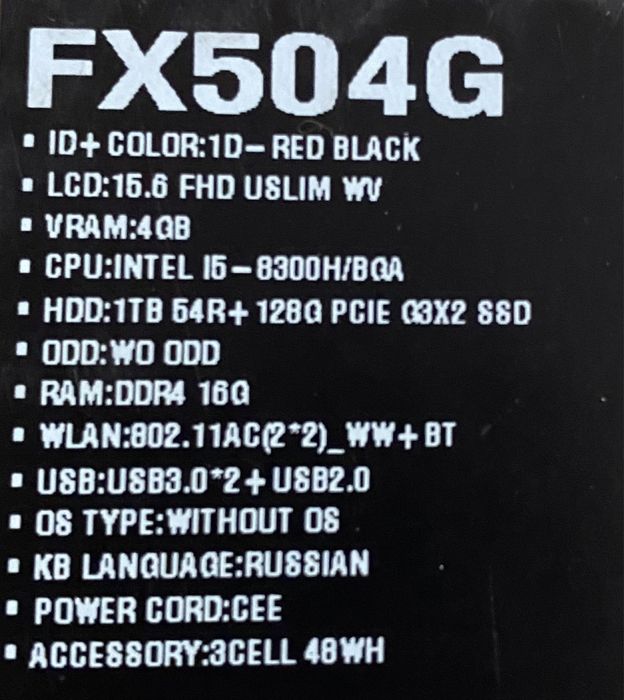 FX504G
▪ ID+ COLOR:1D-RED BLACK
▪ LCD:15.6 FHD USLIM WV
▪ VRAM:4GB
▪ CPU:INTEL I5-8300H/BGA
▪ HDD:1TB 54R+ 128G PCIE G3X2 SSD
▪ ODD:WO ODD
▪ RAM:DDR4 16G
▪ WLAN:802.11AC(2*2)_WW+BT
▪ USB:USB3.0*2+USB2.0
▪ OS TYPE:WITHOUT OS
▪ KB LANGUAGE:RUSSIAN
▪ POWER CORD:CEE
▪ ACCESSORY:3CELL 48WH